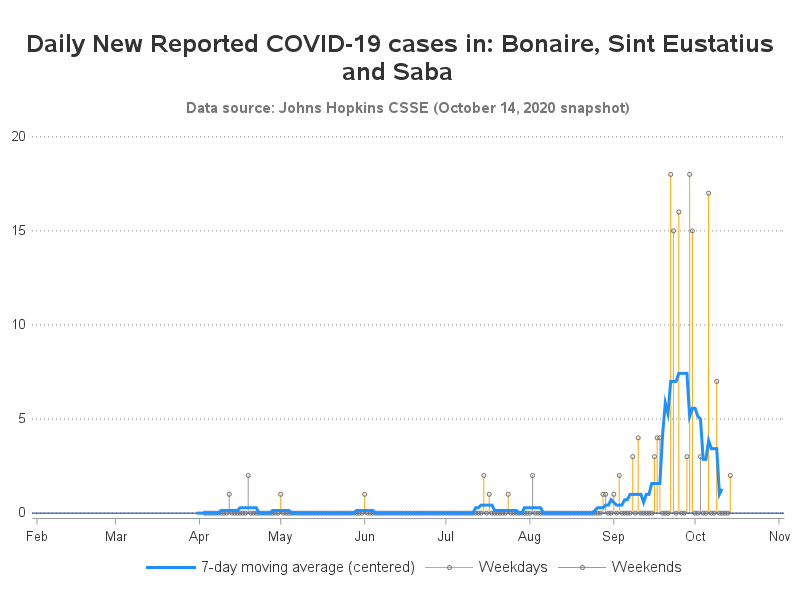 Daily New Reported COVID-19 cases in: Bonaire, Sint Eustatius
and Saba
Data source: Johns Hopkins CSSE (October 14, 2020 snapshot)
20
15
10
5
0
Feb Mar Apr May Jun Jul Aug Sep Oct Nov
7-day moving average (centered) Weekdays Weekends